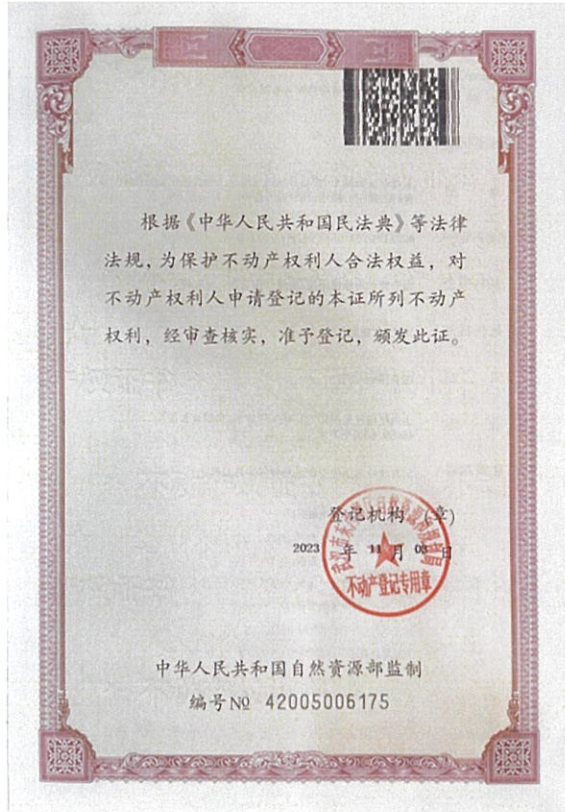 根据《中华人民共和国民法典》等法律
法规，为保护不动产权利人合法权益，对
不动产权利人申请登记的本证所列不动产
权利，经审查核实，准予登记，颁发此证。
登记机构 （章）
2023 年 11 月 03 日
不动产登记专用章
中华人民共和国自然资源部监制
编号№ 42005006175